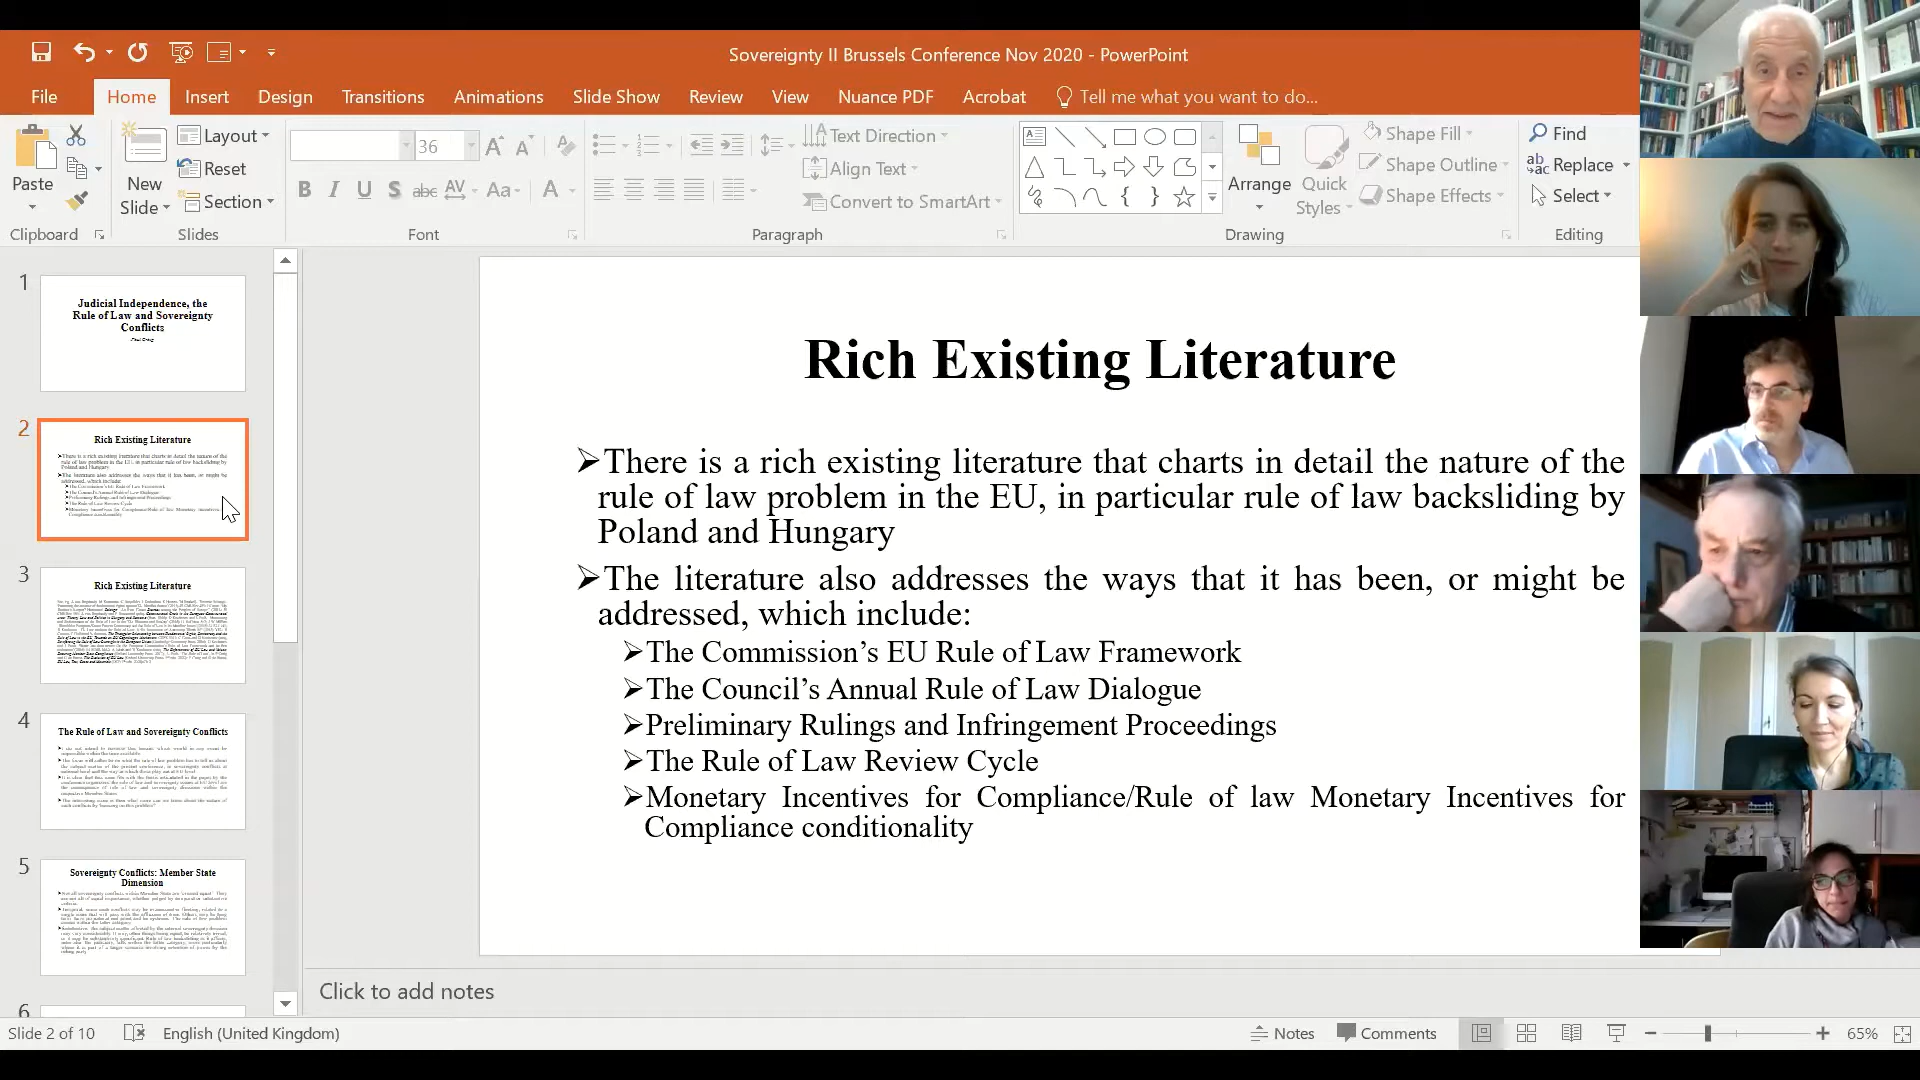 Sovereignty II Brussels Conference Nov 2020 - PowerPoint
File Home Insert Design Transitions Animations Slide Show Review View Nuance PDF Acrobat Tell me what you want to do...
Paste
Clipboard
New Slide
Layout
Reset
Section
Slides
36
B I U S abc AV Aa A
Font
Text Direction
Align Text
Convert to SmartArt
Paragraph
Arrange
Quick Styles
Shape Fill
Shape Outline
Shape Effects
Drawing
Find
Replace
Select
Editing
1
Judicial Independence, the
Rule of Law and Sovereignty
Conflicts
2
Rich Existing Literature
3
Rich Existing Literature
4
The Rule of Law and Sovereignty Conflicts
5
Sovereignty Conflicts: Member State
Dimension
6
Rich Existing Literature
There is a rich existing literature that charts in detail the nature of the
rule of law problem in the EU, in particular rule of law backsliding by
Poland and Hungary
The literature also addresses the ways that it has been, or might be
addressed, which include:
The Commission’s EU Rule of Law Framework
The Council’s Annual Rule of Law Dialogue
Preliminary Rulings and Infringement Proceedings
The Rule of Law Review Cycle
Monetary Incentives for Compliance/Rule of law Monetary Incentives for
Compliance conditionality
Click to add notes
Slide 2 of 10 English (United Kingdom) Notes Comments 65%